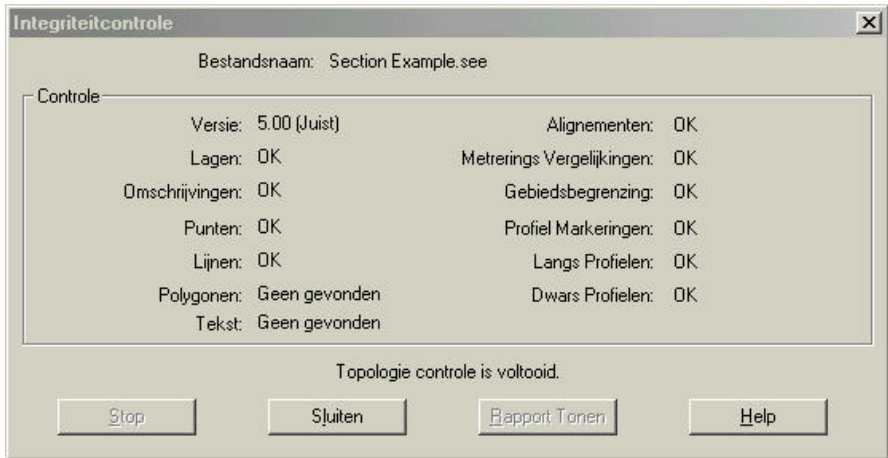 Integriteitcontrole
Bestandsnaam: Section Example.see
Controle
Versie: 5.00 (Juist)
Lagen: OK
Omschrijvingen: OK
Punten: OK
Lijnen: OK
Polygonen: Geen gevonden
Tekst: Geen gevonden
Alignementen: OK
Metrerings Vergelijkingen: OK
Gebiedsbegrenzing: OK
Profiel Markeringen: OK
Langs Profielen: OK
Dwars Profielen: OK
Topologie controle is voltooid.
Stop
Sluiten
Rapport Tonen
Help